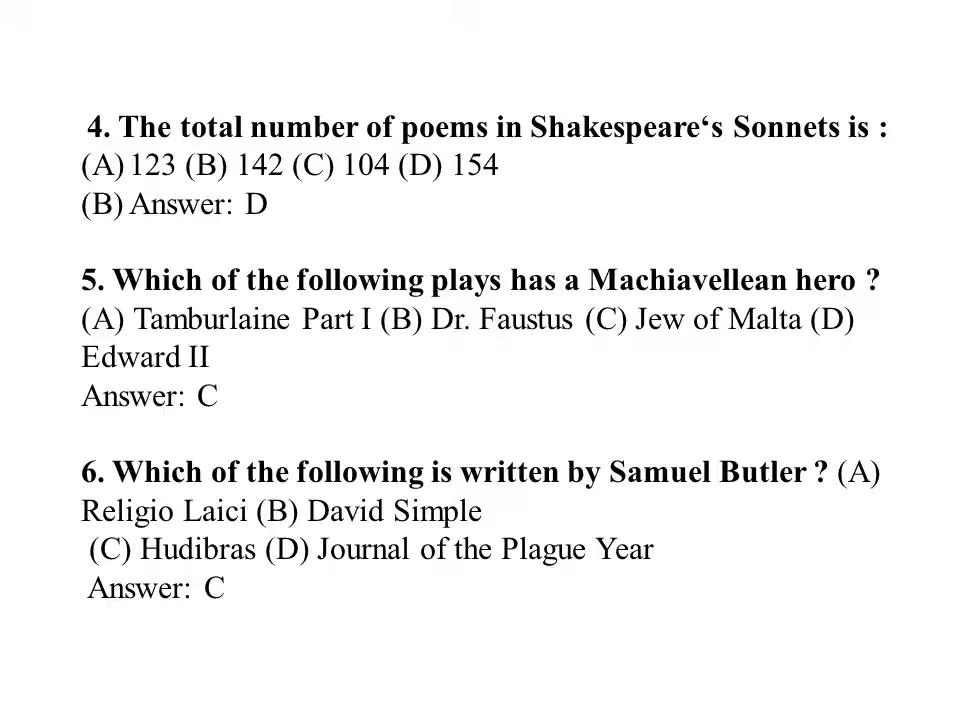 4. The total number of poems in Shakespeare‘s Sonnets is :
(A) 123 (B) 142 (C) 104 (D) 154
(B) Answer: D
5. Which of the following plays has a Machiavellean hero ?
(A) Tamburlaine Part I (B) Dr. Faustus (C) Jew of Malta (D)
Edward II
Answer: C
6. Which of the following is written by Samuel Butler ? (A)
Religio Laici (B) David Simple
(C) Hudibras (D) Journal of the Plague Year
Answer: C